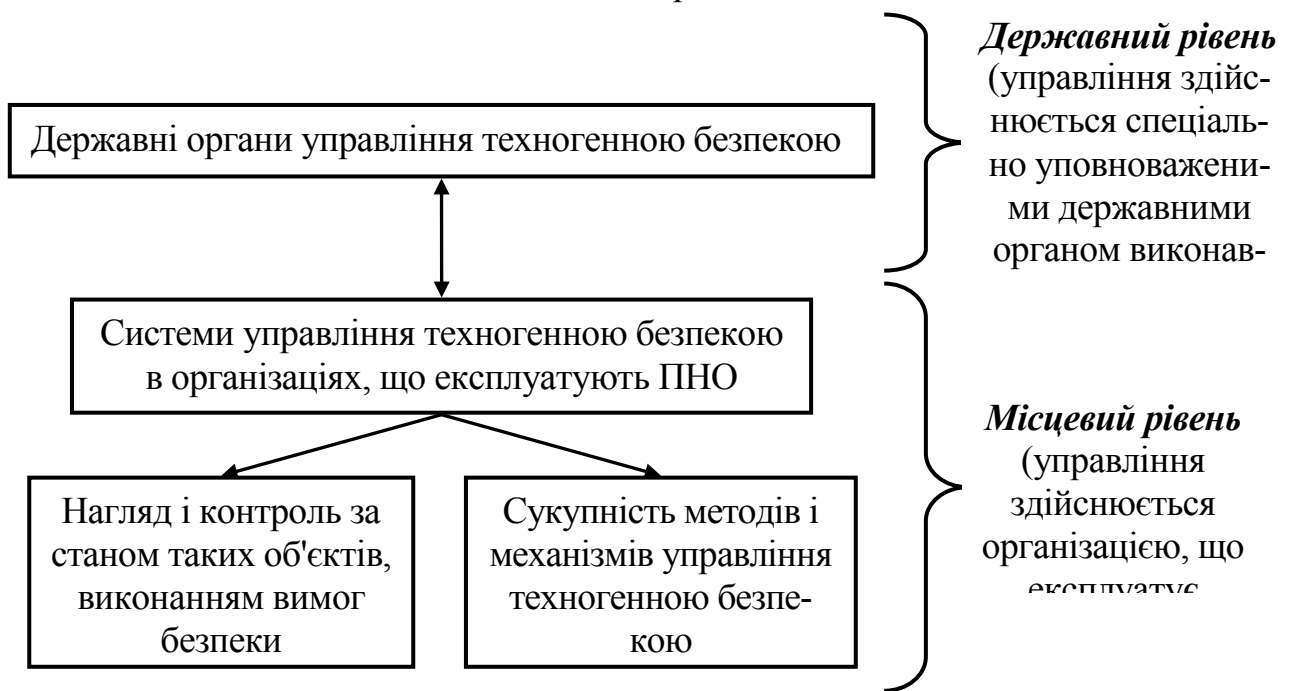 Державний рівень
(управління здійс-
нюється спеціаль-
но уповноважени-
ми державними
органом виконав-
Державні органи управління техногенною безпекою
Системи управління техногенною безпекою
в організаціях, що експлуатують ПНО
Місцевий рівень
(управління
здійснюється
організацією, що
експлуатує
Нагляд і контроль за
станом таких об'єктів,
виконанням вимог
безпеки
Сукупність методів і
механізмів управління
техногенною безпе-
кою